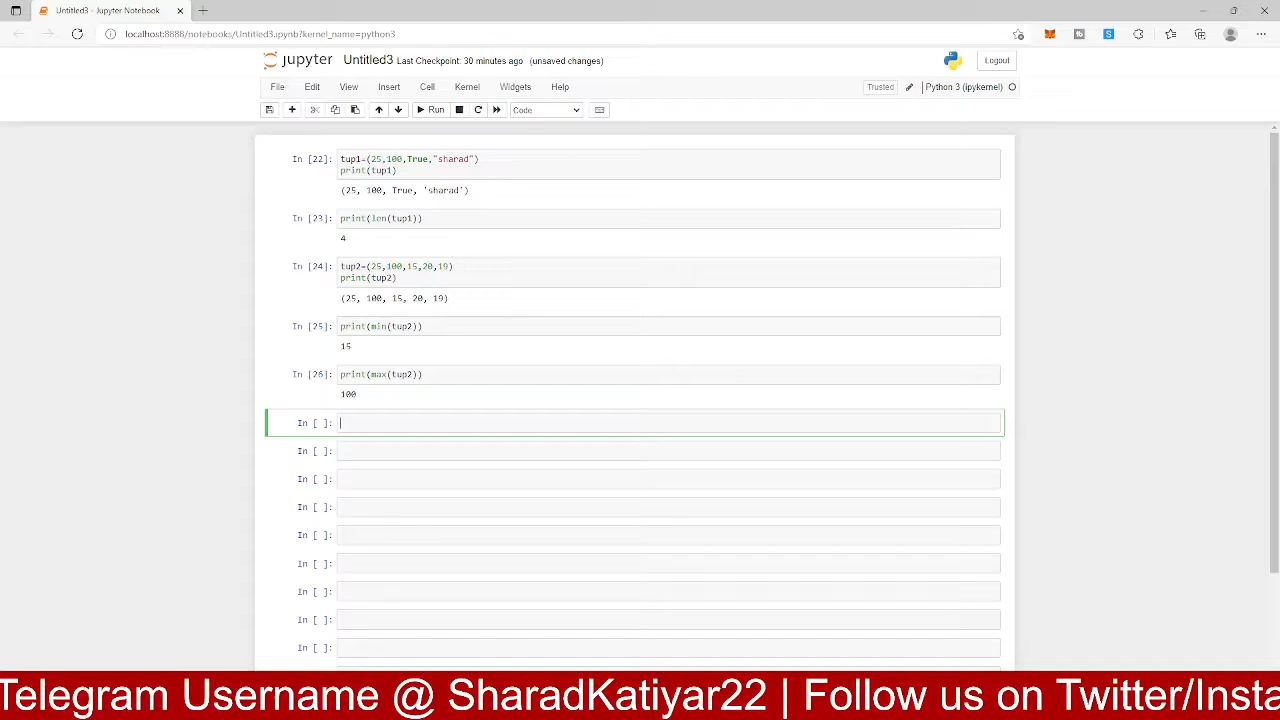 Untitled3 - Jupyter Notebook
localhost:8888/notebooks/Untitled3.ipynb?kernel_name=python3
jupyter Untitled3 Last Checkpoint: 30 minutes ago (unsaved changes)
Logout
File Edit View Insert Cell Kernel Widgets Help
Trusted Python 3 (ipykernel)
Run Code
In [22]: tup1=(25,100,True,"sharad")
print(tup1)
(25, 100, True, 'sharad')
In [23]: print(len(tup1))
4
In [24]: tup2=(25,100,15,20,19)
print(tup2)
(25, 100, 15, 20, 19)
In [25]: print(min(tup2))
15
In [26]: print(max(tup2))
100
In [ ]:
In [ ]:
In [ ]:
In [ ]:
In [ ]:
In [ ]:
In [ ]:
In [ ]:
In [ ]:
Telegram Username @ SharadKatiyar22 | Follow us on Twitter/Insta